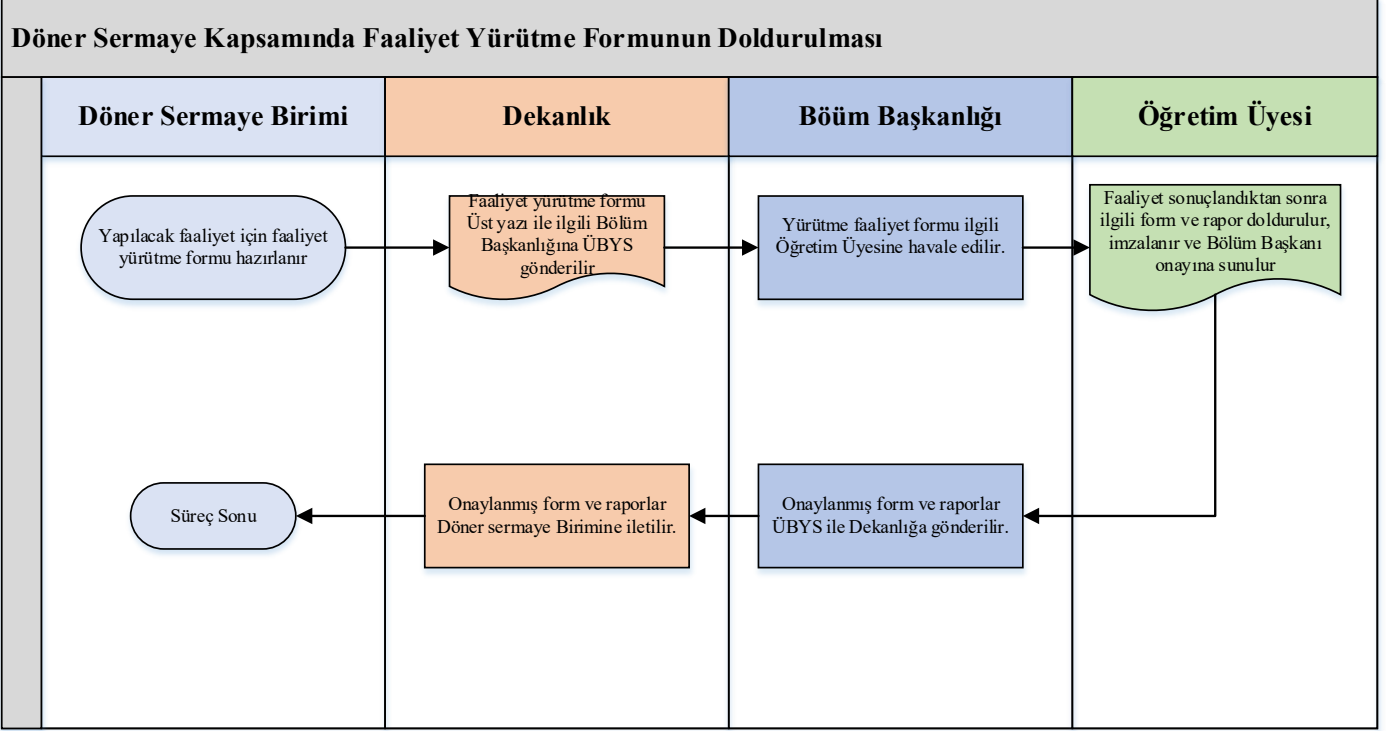 Döner Sermaye Kapsamında Faaliyet Yürütme Formunun Doldurulması
Döner Sermaye Birimi
Dekanlık
Böüm Başkanlığı
Öğretim Üyesi
Yapılacak faaliyet için faaliyet
yürütme formu hazırlanır
Faaliyet yürütme formu
Üst yazı ile ilgili Bölüm
Başkanlığına ÜBYS
gönderilir
Yürütme faaliyet formu ilgili
Öğretim Üyesine havale edilir.
Faaliyet sonuçlandıktan sonra
ilgili form ve rapor doldurulur,
imzalanır ve Bölüm Başkanı
onayına sunulur
Süreç Sonu
Onaylanmış form ve raporlar
Döner sermaye Birimine iletilir.
Onaylanmış form ve raporlar
ÜBYS ile Dekanlığa gönderilir.